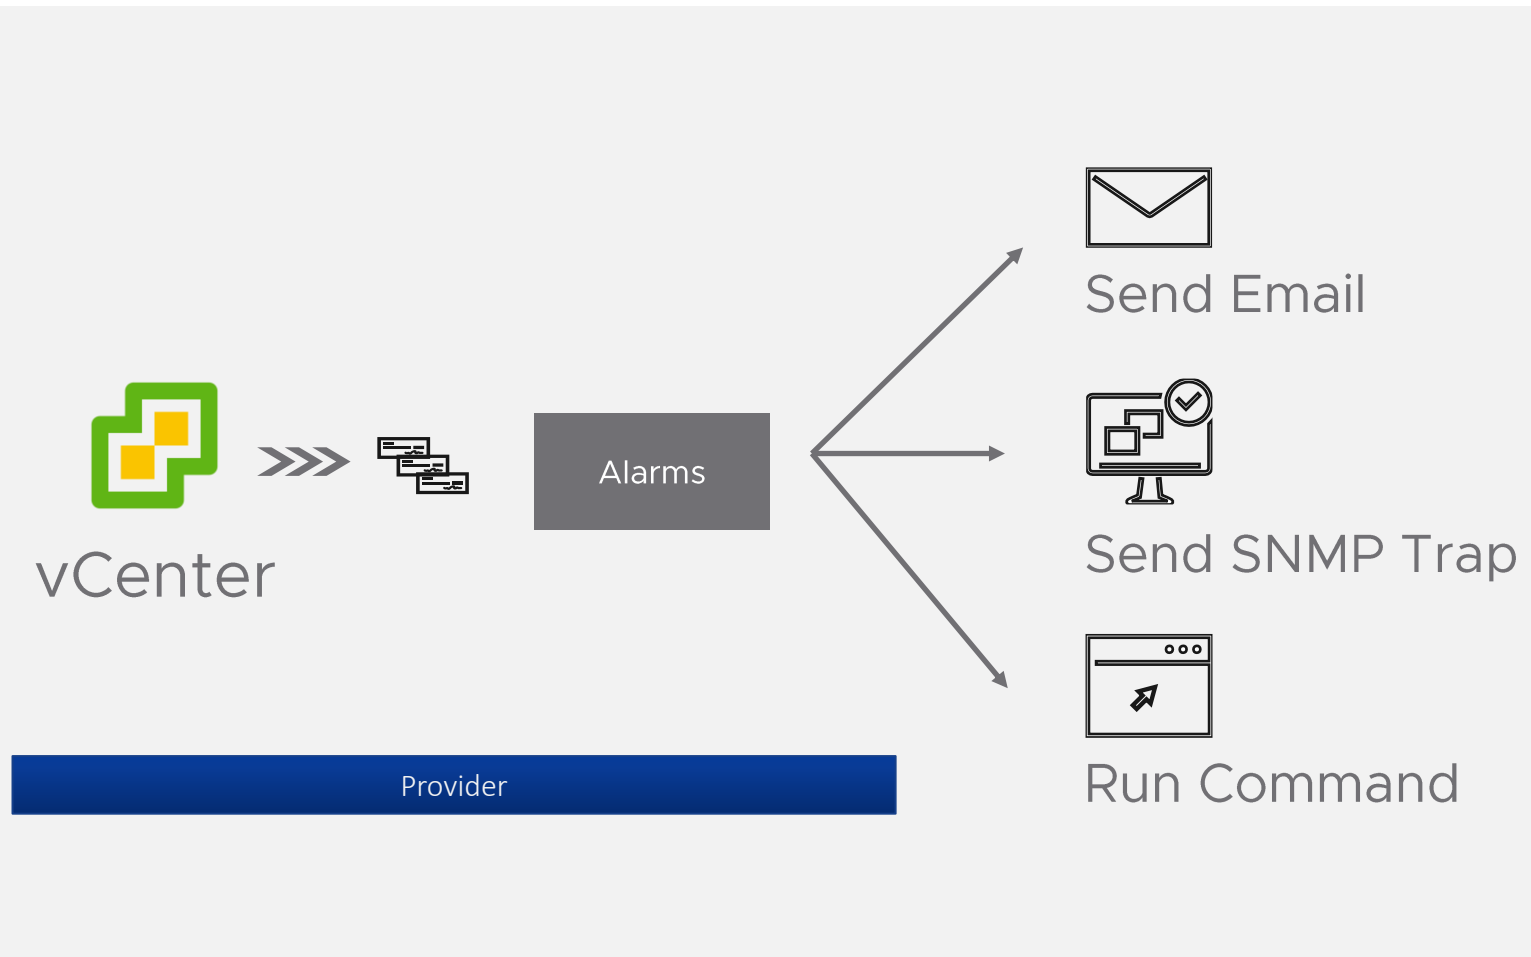 Send Email
Alarms
vCenter
Send SNMP Trap
Provider
Run Command